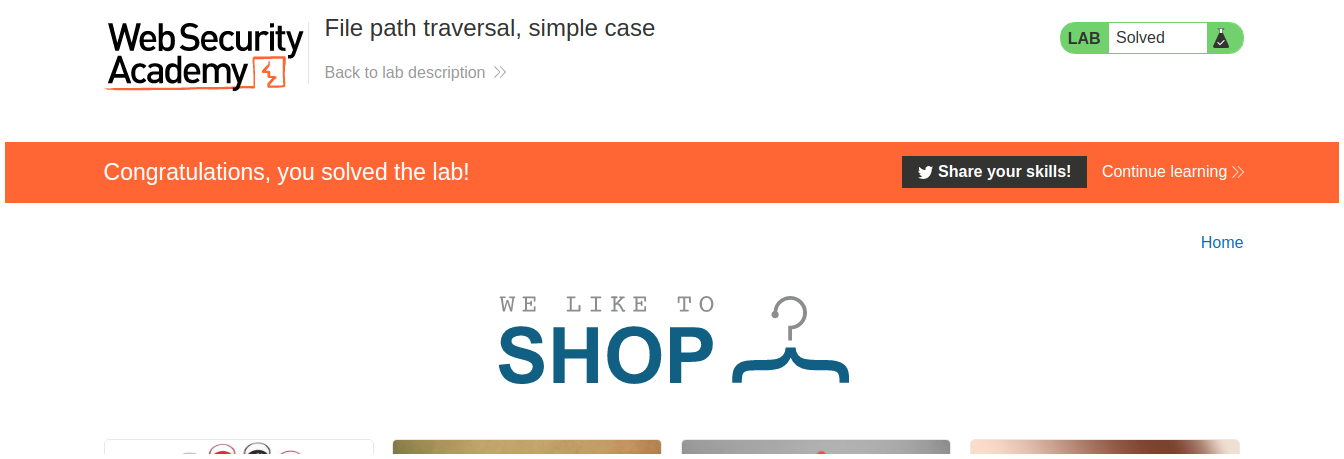 Web Security
Academy
File path traversal, simple case
Back to lab description
LAB Solved
Congratulations, you solved the lab!
Share your skills!
Continue learning
Home
WE LIKE TO
SHOP